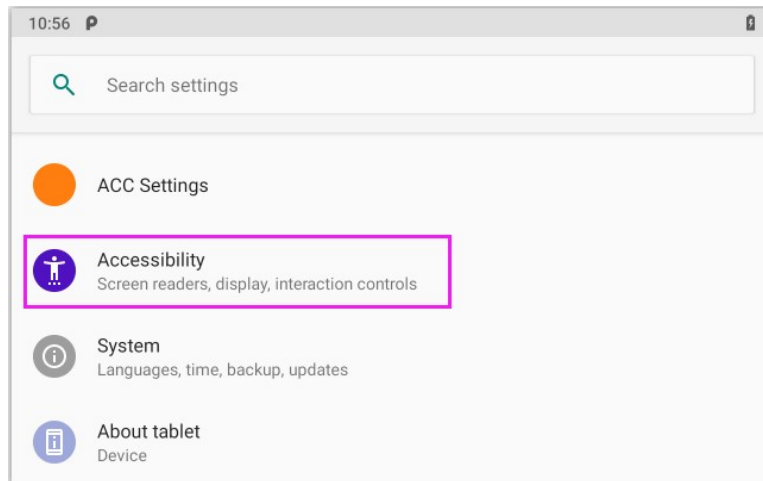 10:56
Search settings
ACC Settings
Accessibility
Screen readers, display, interaction controls
System
Languages, time, backup, updates
About tablet
Device